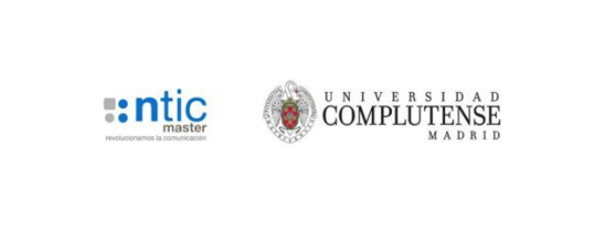 ntic
master
revolucionamos la comunicación
UNIVERSIDAD
COMPLUTENSE
MADRID